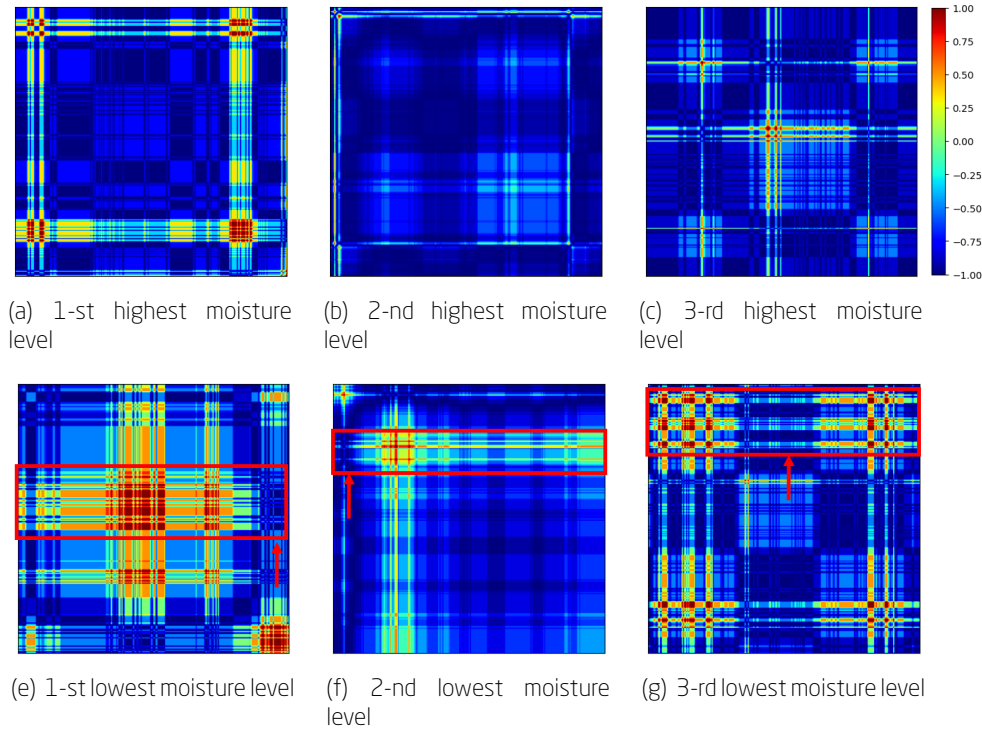 1.00
0.75
0.50
0.25
0.00
−0.25
−0.50
−0.75
−1.00
(a) 1-st highest moisture
level
(b) 2-nd highest moisture
level
(c) 3-rd highest moisture
level
(e) 1-st lowest moisture level
(f) 2-nd lowest moisture
level
(g) 3-rd lowest moisture level